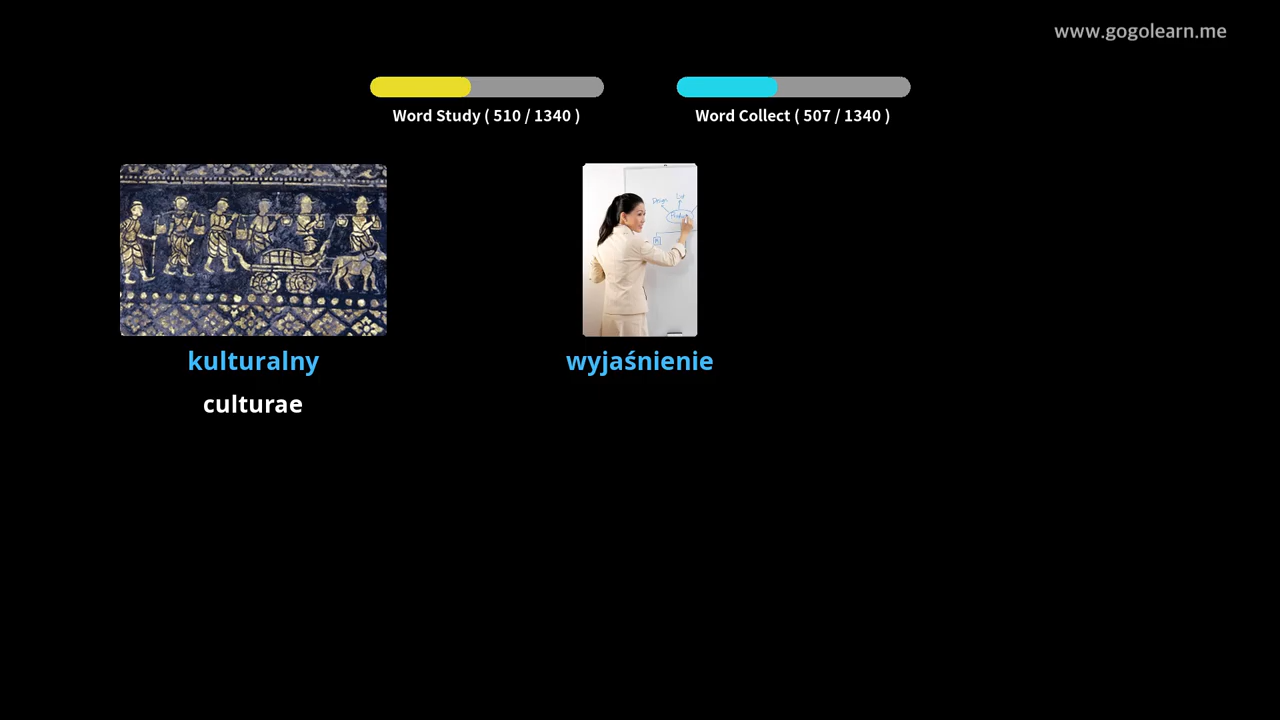 www.gogolearn.me
Word Study ( 510 / 1340 )
Word Collect ( 507 / 1340 )
kulturalny
wyjaśnienie
culturae